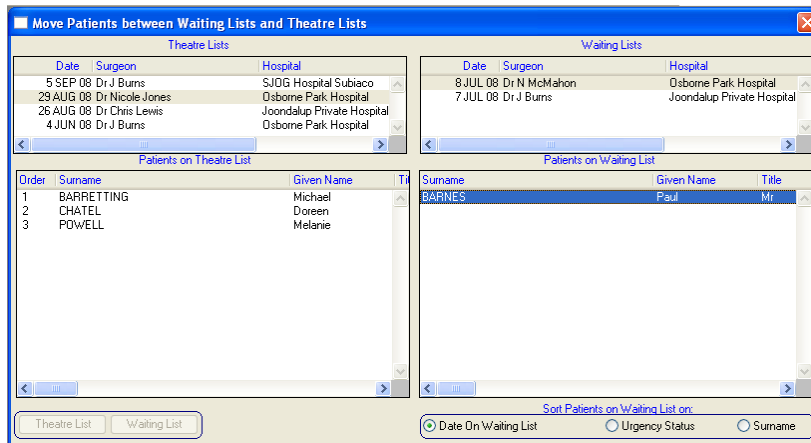 Move Patients between Waiting Lists and Theatre Lists
Theatre Lists
Date Surgeon Hospital
5 SEP 08 Dr J Burns SJOG Hospital Subiaco
29 AUG 08 Dr Nicole Jones Osborne Park Hospital
26 AUG 08 Dr Chris Lewis Joondalup Private Hospital
4 JUN 08 Dr J Burns Osborne Park Hospital
Waiting Lists
Date Surgeon Hospital
8 JUL 08 Dr N McMahon Osborne Park Hospital
7 JUL 08 Dr J Burns Joondalup Private Hospital
Patients on Theatre List
Order Surname Given Name Titl
1 BARRETTING Michael
2 CHATEL Doreen
3 POWELL Melanie
Patients on Waiting List
Surname Given Name Title
BARNES Paul Mr
Theatre List Waiting List
Sort Patients on Waiting List on:
Date On Waiting List Urgency Status Surname